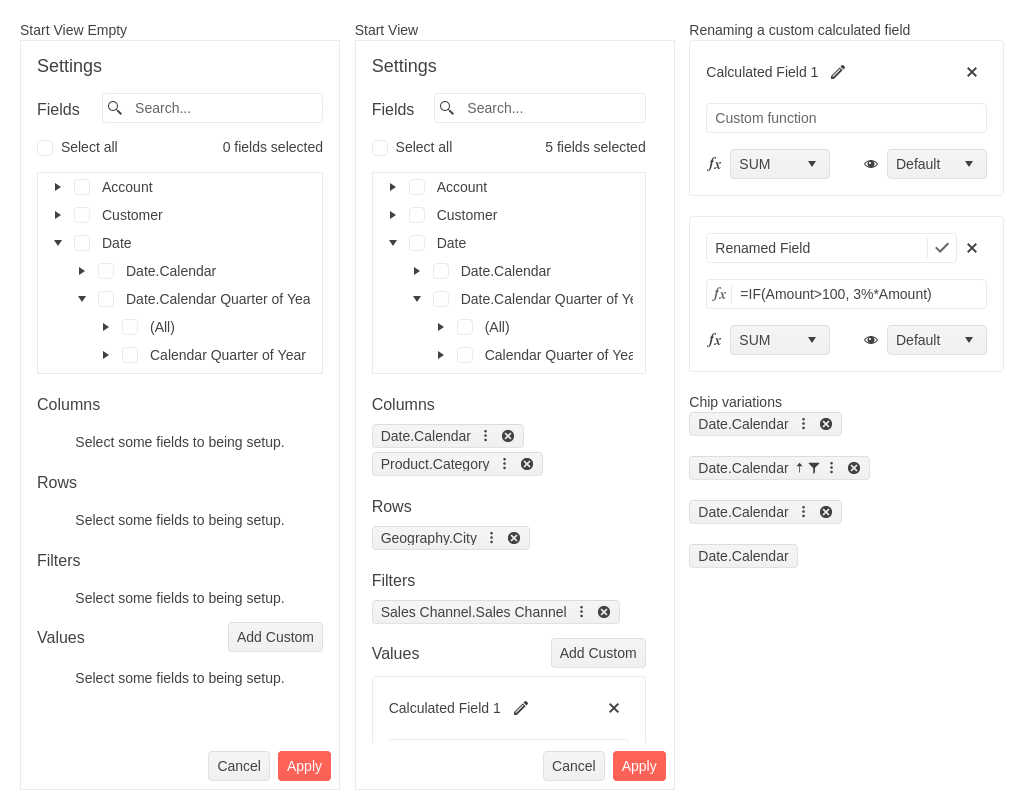 Start View Empty
Settings
Fields
Search...
Select all
0 fields selected
Account
Customer
Date
Date.Calendar
Date.Calendar Quarter of Yea
(All)
Calendar Quarter of Year
Columns
Select some fields to being setup.
Rows
Select some fields to being setup.
Filters
Select some fields to being setup.
Values
Add Custom
Select some fields to being setup.
Cancel
Apply
Start View
Settings
Fields
Search...
Select all
5 fields selected
Account
Customer
Date
Date.Calendar
Date.Calendar Quarter of Ye
(All)
Calendar Quarter of Yea
Columns
Date.Calendar
Product.Category
Rows
Geography.City
Filters
Sales Channel.Sales Channel
Values
Add Custom
Calculated Field 1
Cancel
Apply
Renaming a custom calculated field
Calculated Field 1
Custom function
fx SUM
Default
Renamed Field
fx =IF(Amount>100, 3%*Amount)
fx SUM
Default
Chip variations
Date.Calendar
Date.Calendar
Date.Calendar
Date.Calendar